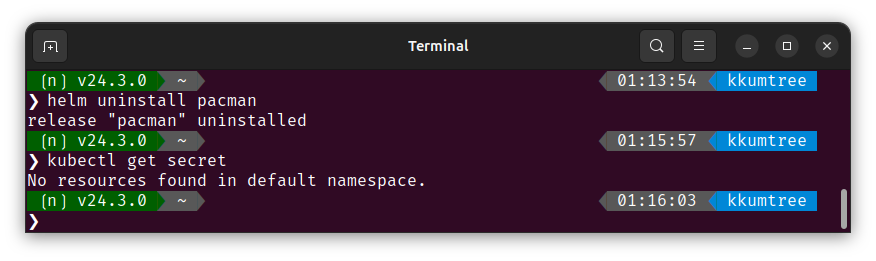 Terminal
(n) v24.3.0 ~ 01:13:54 kkumtree
❯ helm uninstall pacman
release "pacman" uninstalled
(n) v24.3.0 ~ 01:15:57 kkumtree
❯ kubectl get secret
No resources found in default namespace.
(n) v24.3.0 ~ 01:16:03 kkumtree
❯